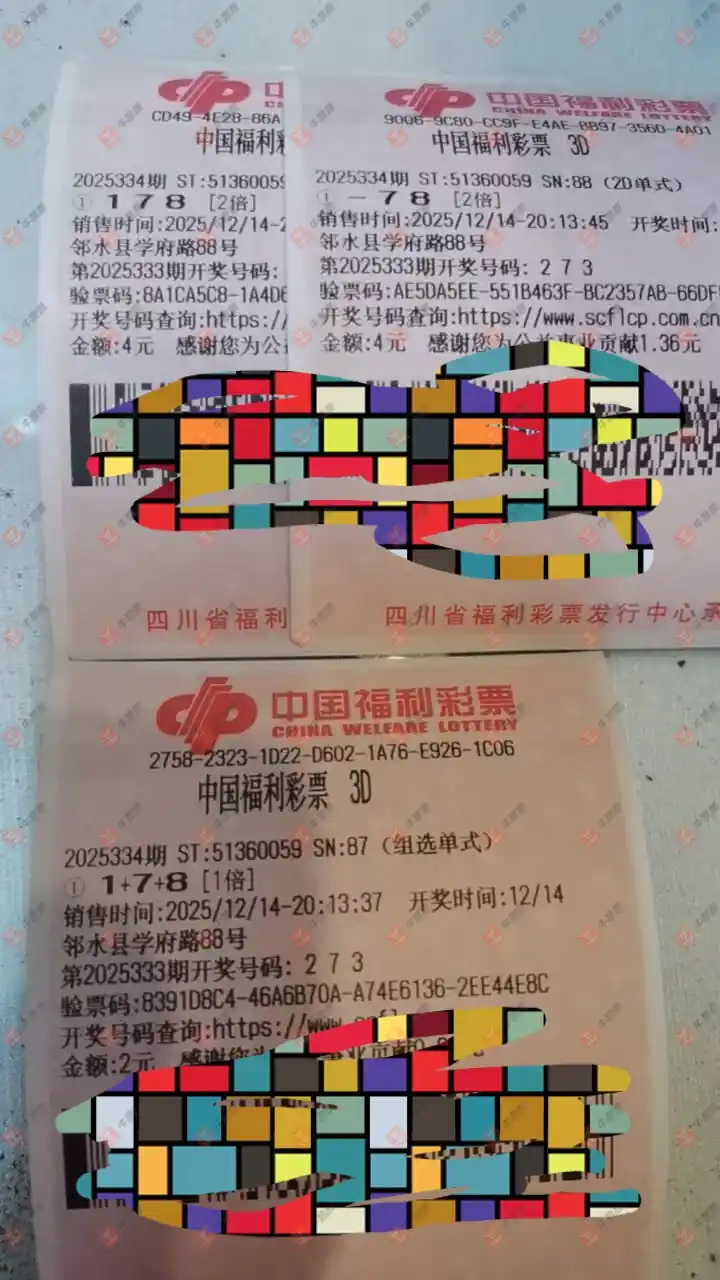 中
CD49-4E28-86A
中国福利彩
2025334期 ST:51360059
① 1 7 8 [2倍]
销售时间:2025/12/14-2
邻水县学府路88号
第2025333期开奖号码:
验票码:8A1CA5C8-1A4D6
开奖号码查询:https://
金额:4元 感谢您为公益
四川省福利
中国福利彩票
CHINA WELFARE LOTTERY
9006-9C80-CC9F-E4AE-8B97-356D-4A01
中国福利彩票 3D
2025334期 ST:51360059 SN:88 (2D单式)
① - 7 8 [2倍]
销售时间:2025/12/14-20:13:45 开奖时间:
邻水县学府路88号
第2025333期开奖号码: 2 7 3
验票码:AE5DA5EE-551B463F-BC2357AB-66DF
开奖号码查询:https://www.scflcp.com.cn
金额:4元 感谢您为公益事业贡献1.36元
四川省福利彩票发行中心承
中国福利彩票
CHINA WELFARE LOTTERY
2758-2323-1D22-D602-1A76-E926-1C06
中国福利彩票 3D
2025334期 ST:51360059 SN:87 (组选单式)
① 1+7+8 [1倍]
销售时间:2025/12/14-20:13:37 开奖时间:12/14
邻水县学府路88号
第2025333期开奖号码: 2 7 3
验票码:8391D8C4-46A6B70A-A74E6136-2EE44E8C
开奖号码查询:https://www
金额:2元 感谢您为